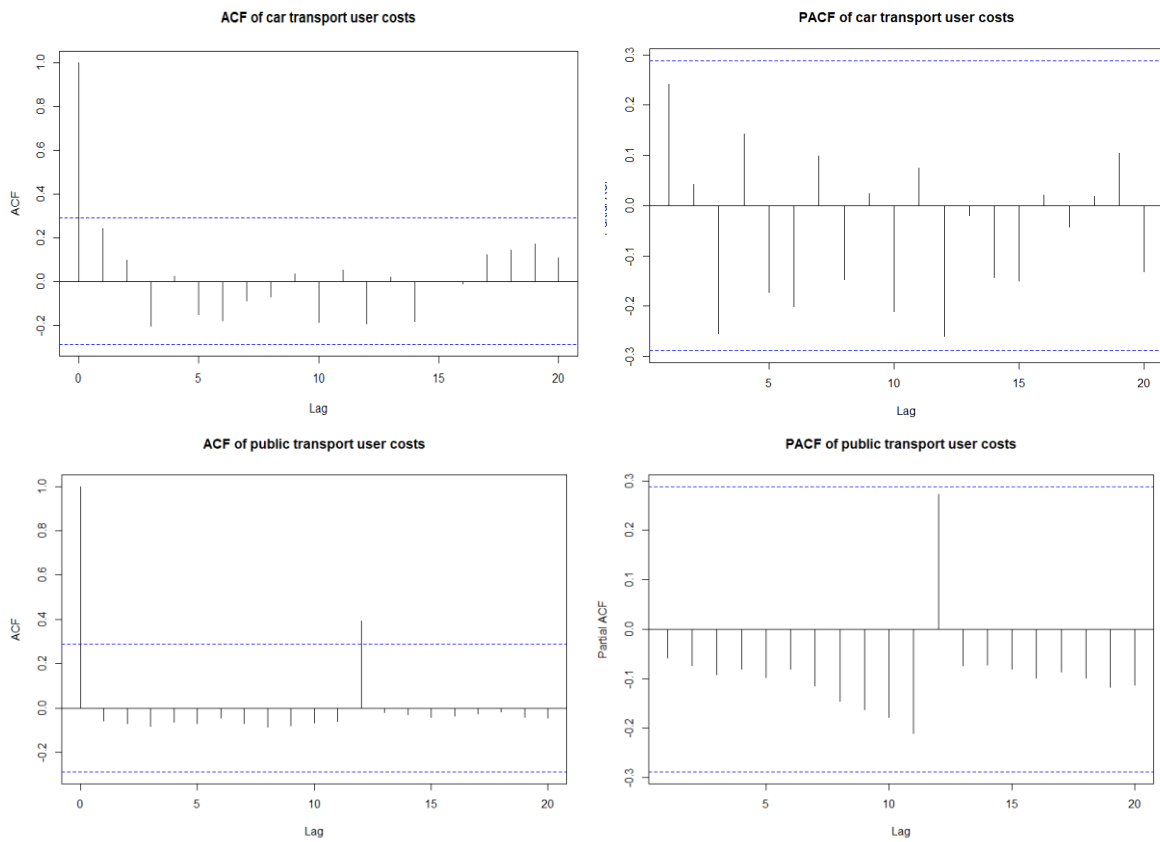 ACF of car transport user costs
ACF
1.0
0.8
0.6
0.4
0.2
0.0
-0.2
0 5 10 15 20
Lag
PACF of car transport user costs
0.3
0.2
0.1
0.0
-0.1
-0.2
-0.3
5 10 15 20
Lag
ACF of public transport user costs
ACF
1.0
0.8
0.6
0.4
0.2
0.0
-0.2
0 5 10 15 20
Lag
PACF of public transport user costs
Partial ACF
0.3
0.2
0.1
0.0
-0.1
-0.2
-0.3
5 10 15 20
Lag